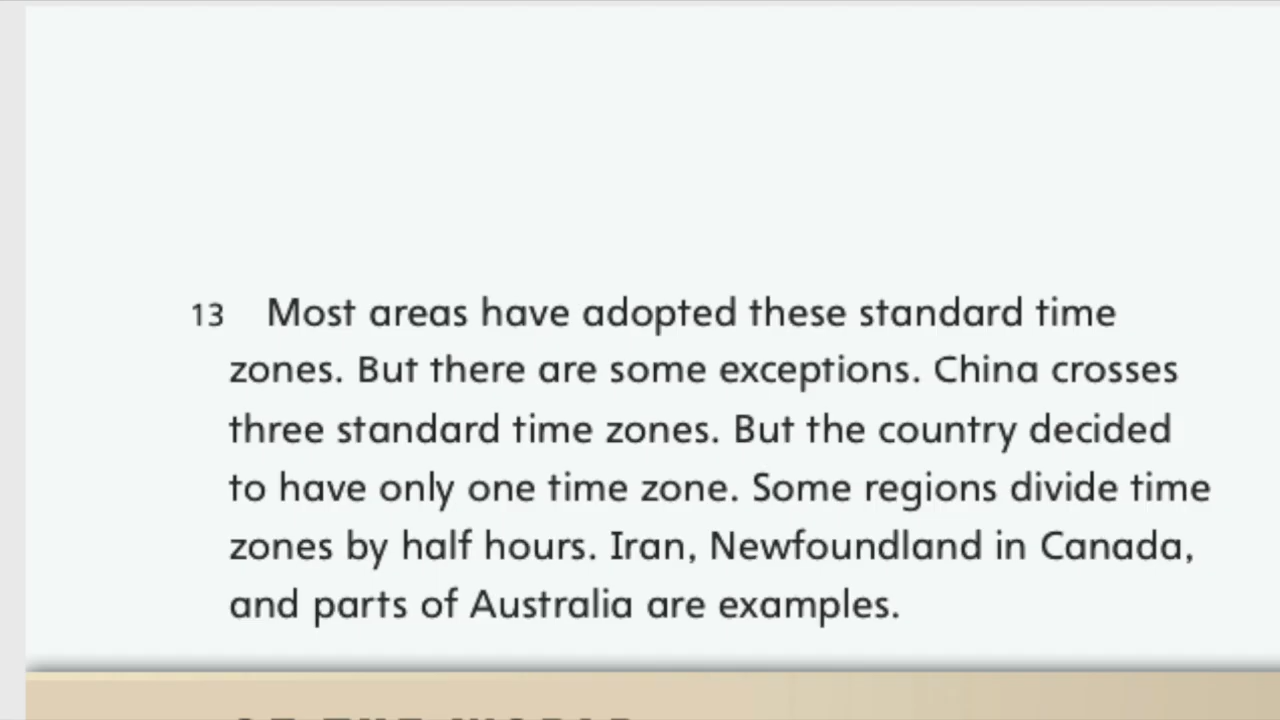 13 Most areas have adopted these standard time
zones. But there are some exceptions. China crosses
three standard time zones. But the country decided
to have only one time zone. Some regions divide time
zones by half hours. Iran, Newfoundland in Canada,
and parts of Australia are examples.